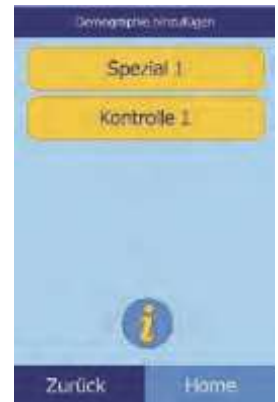 Demographie hinzufügen
Spezial 1
Kontrolle 1
i
Zurück Home